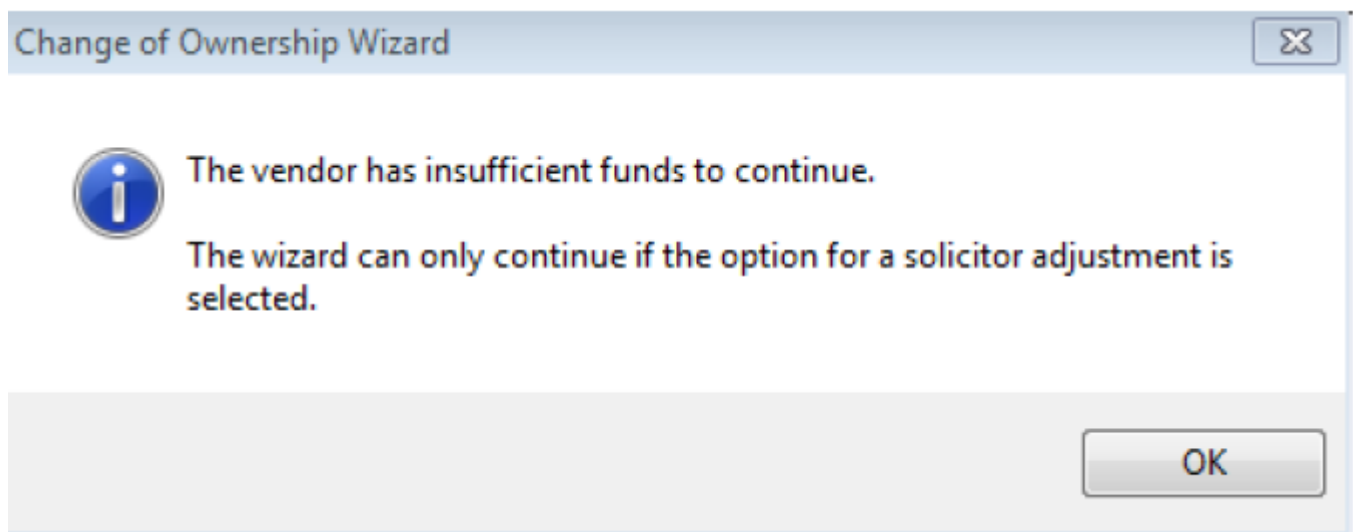 Change of Ownership Wizard
The vendor has insufficient funds to continue.
The wizard can only continue if the option for a solicitor adjustment is
selected.
OK